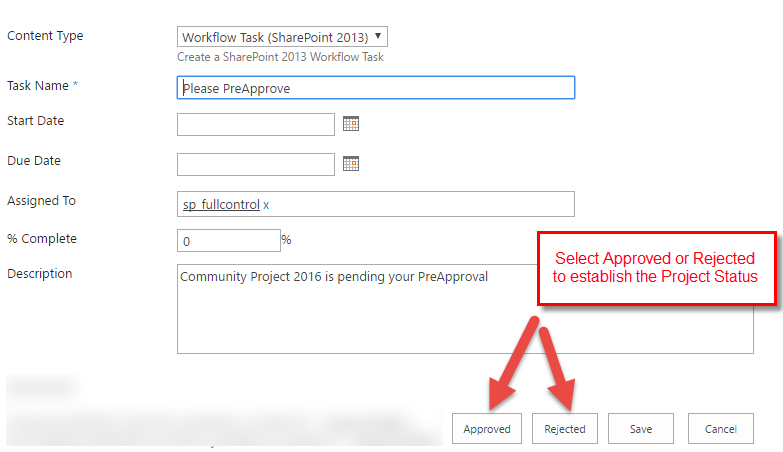 Content Type
Workflow Task (SharePoint 2013)
Create a SharePoint 2013 Workflow Task
Task Name *
Please PreApprove
Start Date
Due Date
Assigned To
sp_fullcontrol x
% Complete
0
%
Description
Community Project 2016 is pending your PreApproval
Select Approved or Rejected
to establish the Project Status
Approved
Rejected
Save
Cancel